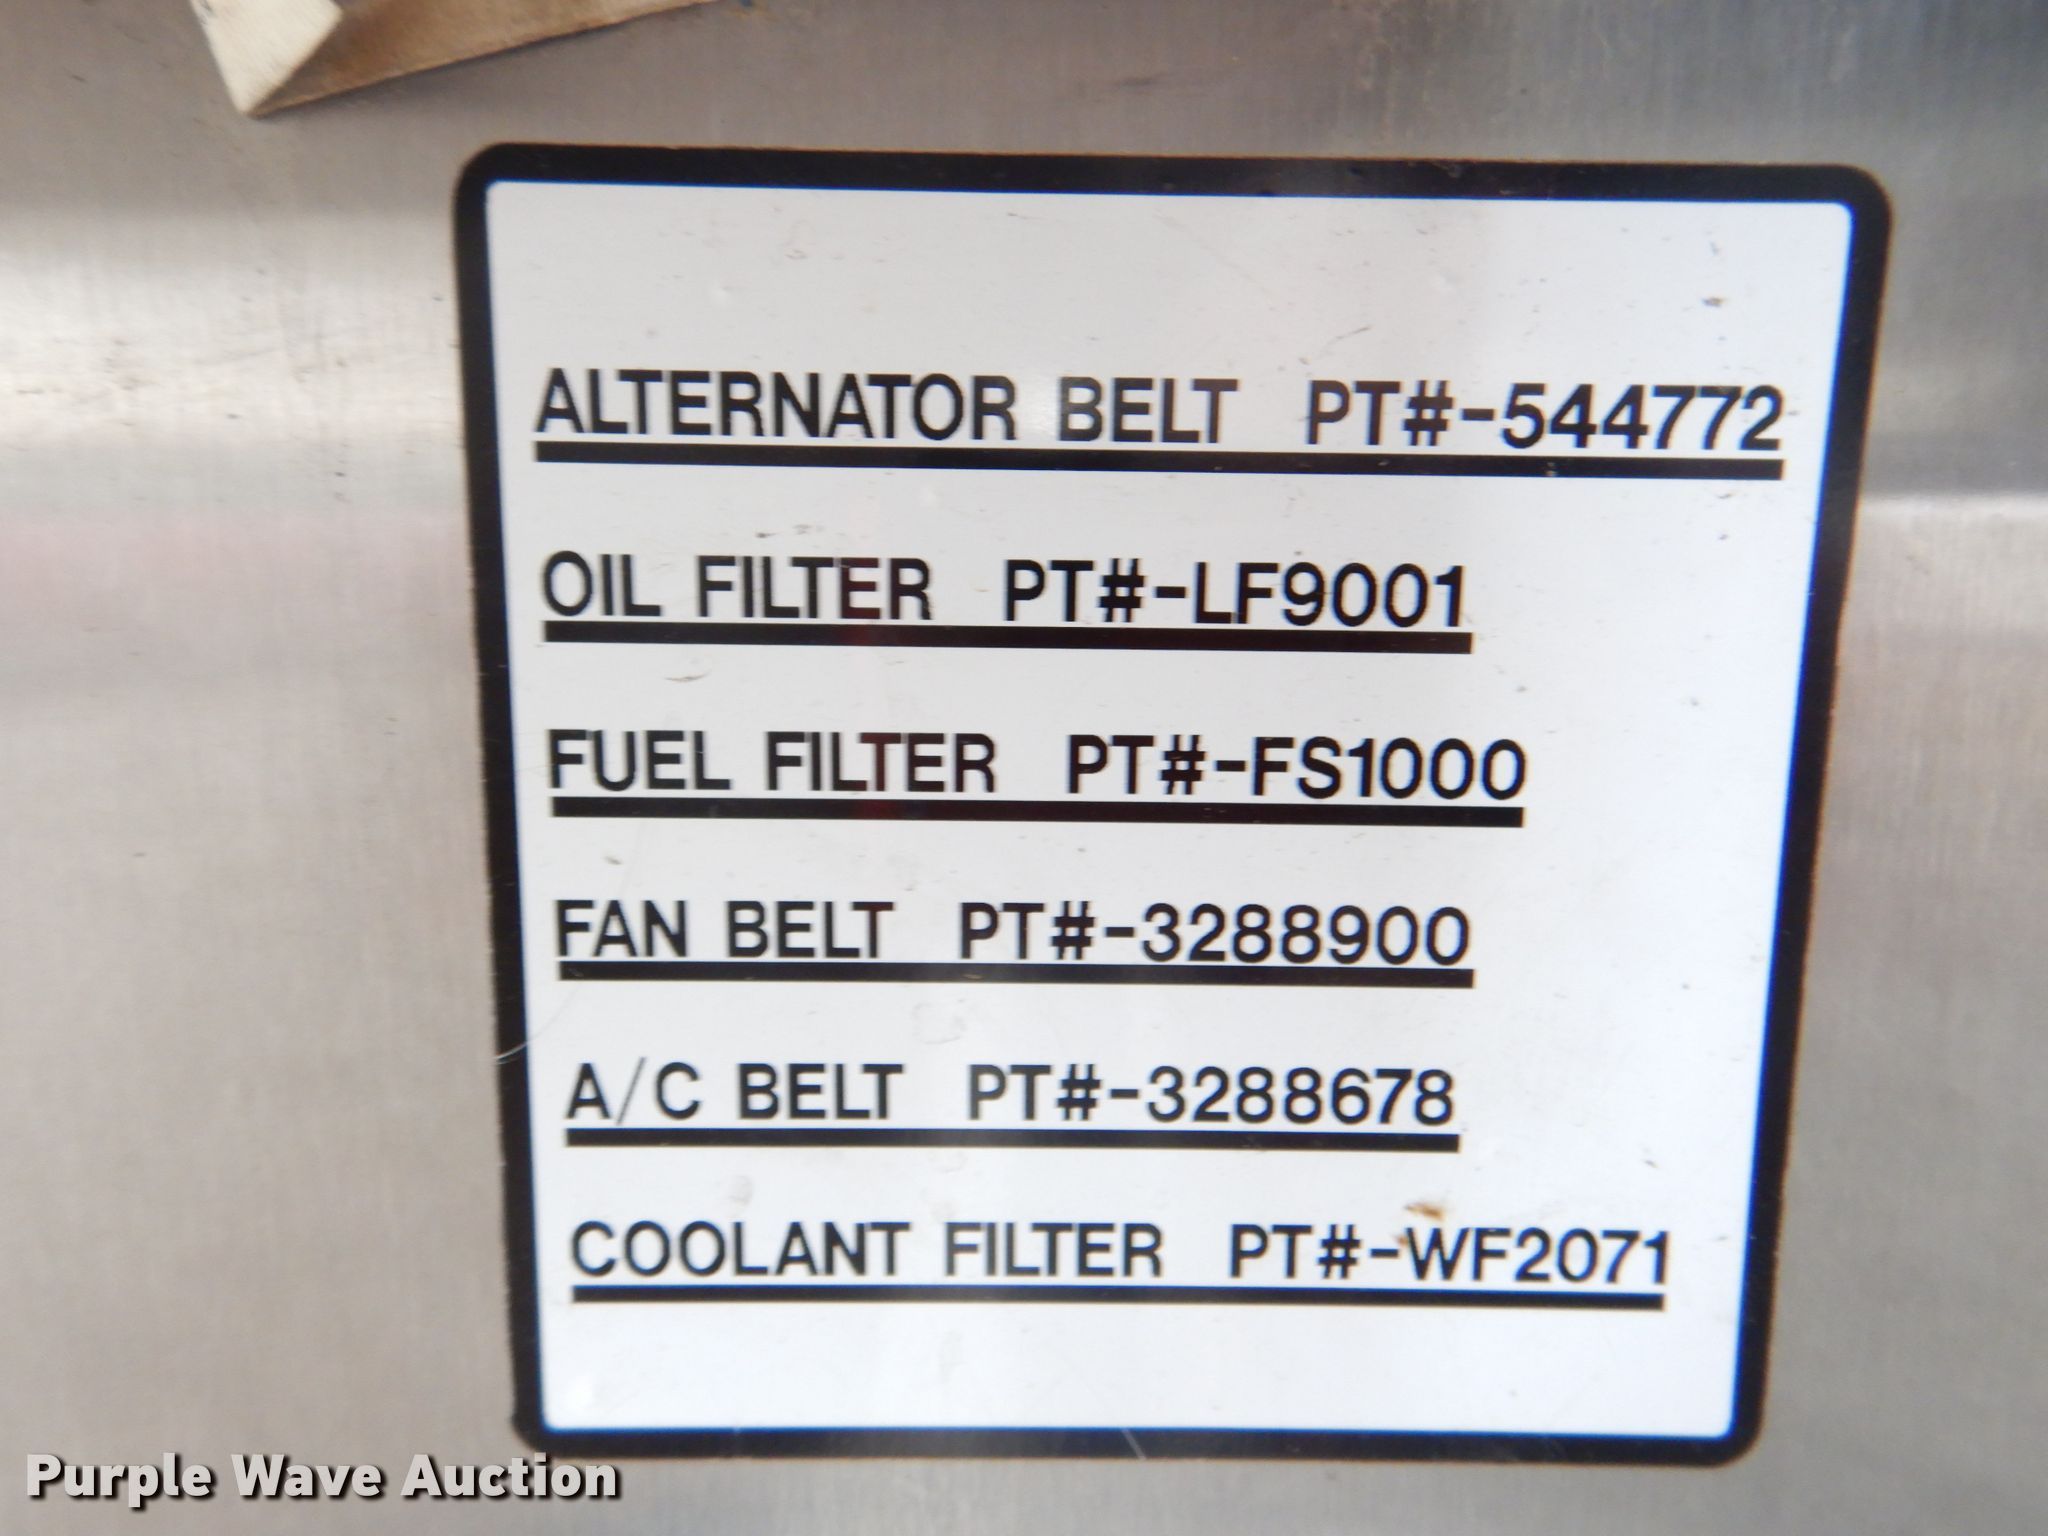 ALTERNATOR BELT PT#-544772
OIL FILTER PT#-LF9001
FUEL FILTER PT#-FS1000
FAN BELT PT#-3288900
A/C BELT PT#-3288678
COOLANT FILTER PT#-WF2071
Purple Wave Auction